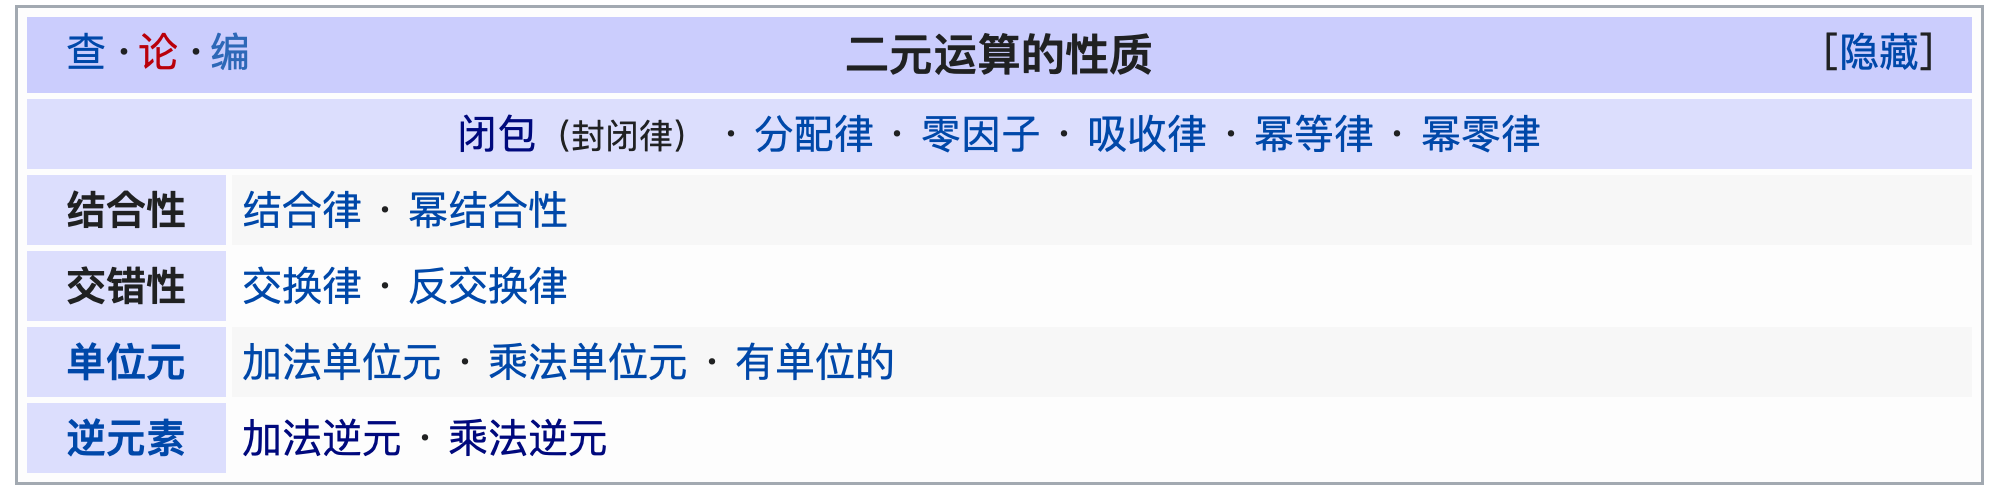 查 · 论 · 编 二元运算的性质 [隐藏]
闭包（封闭律） · 分配律 · 零因子 · 吸收律 · 幂等律 · 幂零律
结合性 结合律 · 幂结合性
交错性 交换律 · 反交换律
单位元 加法单位元 · 乘法单位元 · 有单位的
逆元素 加法逆元 · 乘法逆元